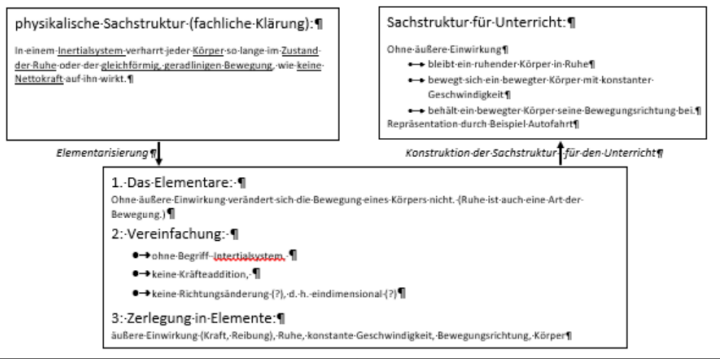 physikalische·Sachstruktur·(fachliche·Klärung):¶
In·einem·Inertialsystem·verharrt·jeder·Körper·so·lange·im·Zustand·
der·Ruhe·oder·der·gleichförmig,·geradlinigen·Bewegung,·wie·keine·
Nettokraft·auf·ihn·wirkt.¶
Sachstruktur·für·Unterricht:¶
Ohne·äußere·Einwirkung¶
●→bleibt·ein·ruhender·Körper·in·Ruhe¶
●→bewegt·sich·ein·bewegter·Körper·mit·konstanter·
Geschwindigkeit¶
●→behält·ein·bewegter·Körper·seine·Bewegungsrichtung·bei.¶
Repräsentation·durch·Beispiel·Autofahrt¶
Elementarisierung¶
Konstruktion·der·Sachstruktur·für·den·Unterricht¶
1.·Das·Elementare:·¶
Ohne·äußere·Einwirkung·verändert·sich·die·Bewegung·eines·Körpers·nicht.·(Ruhe·ist·auch·eine·Art·der·
Bewegung.)¶
2:·Vereinfachung:·¶
●→ohne·Begriff·Intertialsystem,·¶
●→keine·Kräfteaddition,·¶
●→keine·Richtungsänderung·(?),·d.·h.·eindimensional·(?)¶
3:·Zerlegung·in·Elemente:¶
äußere·Einwirkung·(Kraft,·Reibung),·Ruhe,·konstante·Geschwindigkeit,·Bewegungsrichtung,·Körper¶